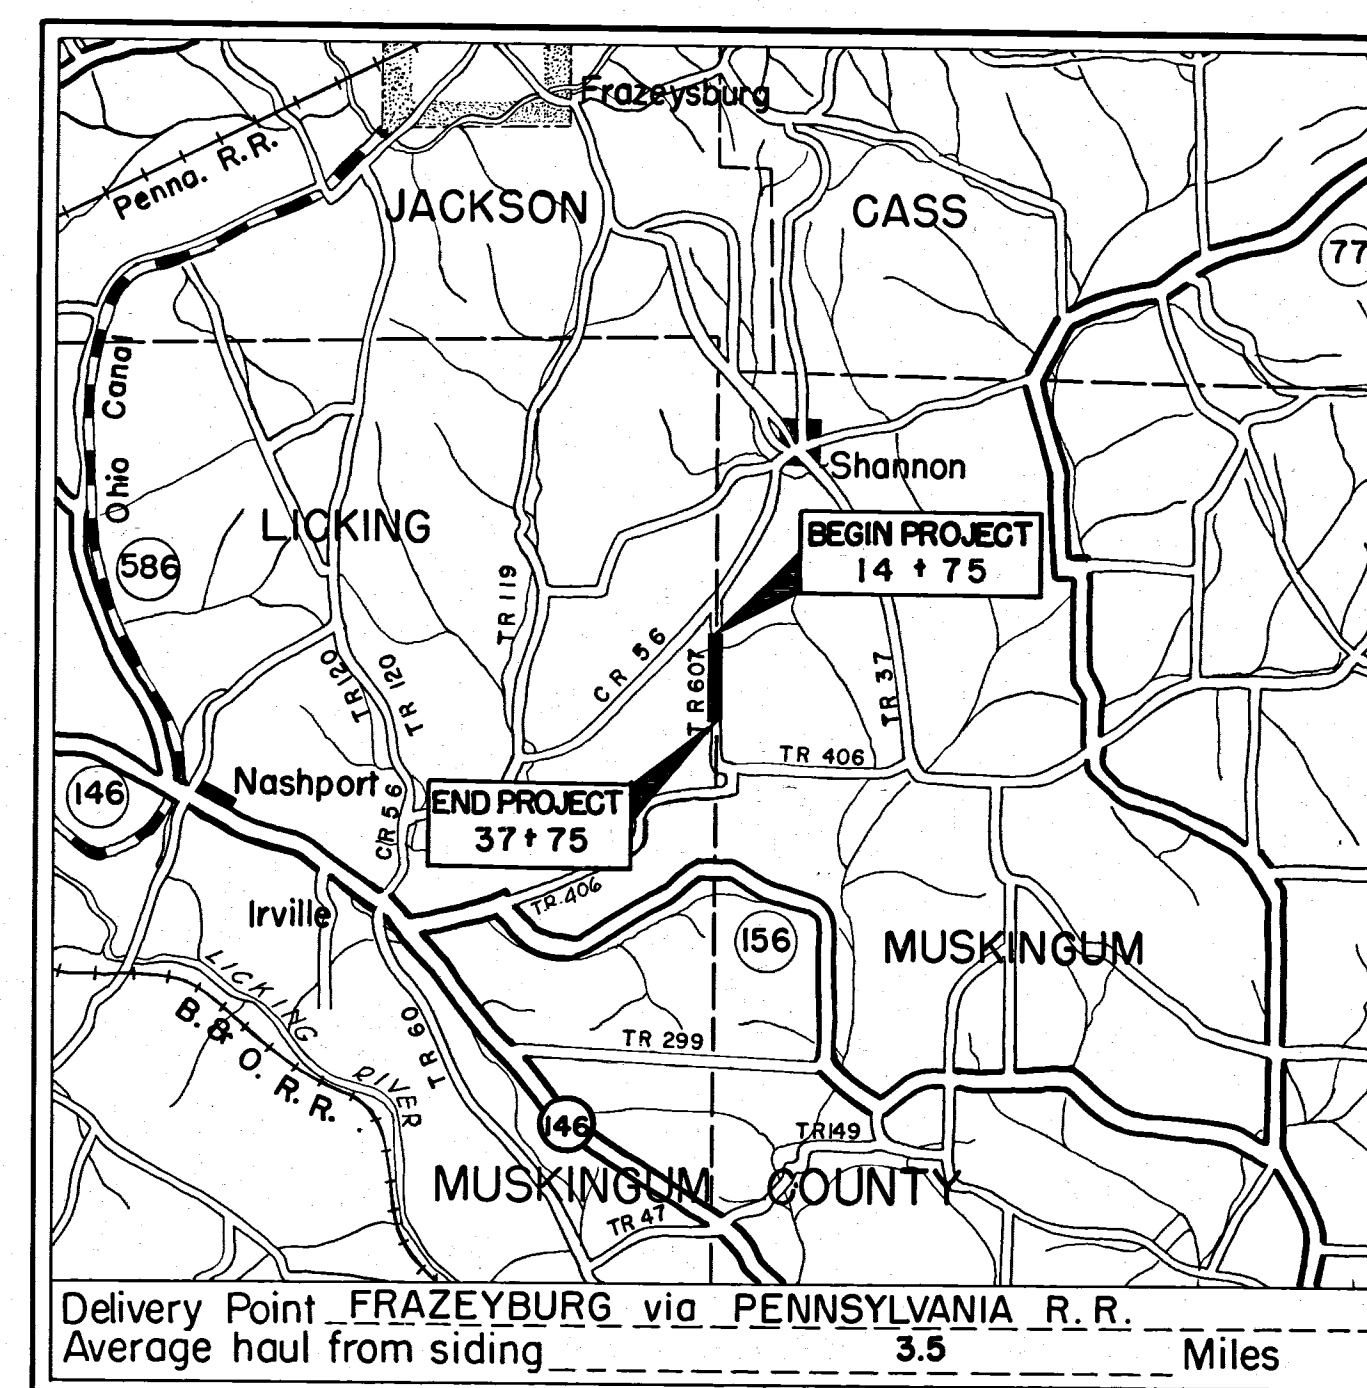 Frazeysburg
Penna. R.R.
JACKSON
CASS
77
Ohio Canal
Shannon
LICKING
BEGIN PROJECT
14 + 75
586
TR 119
CR 56
TR 120
TR 120
TR 607
TR 37
TR 406
Nashport
146
END PROJECT
37+75
CR 56
T.R. 406
Irville
156
MUSKINGUM
LICKING RIVER
B. & O. R. R.
TR 60
TR 299
146
TR149
MUSKINGUM COUNTY
TR 47
Delivery Point FRAZEYBURG via PENNSYLVANIA R.R.
Average haul from siding 3.5 Miles